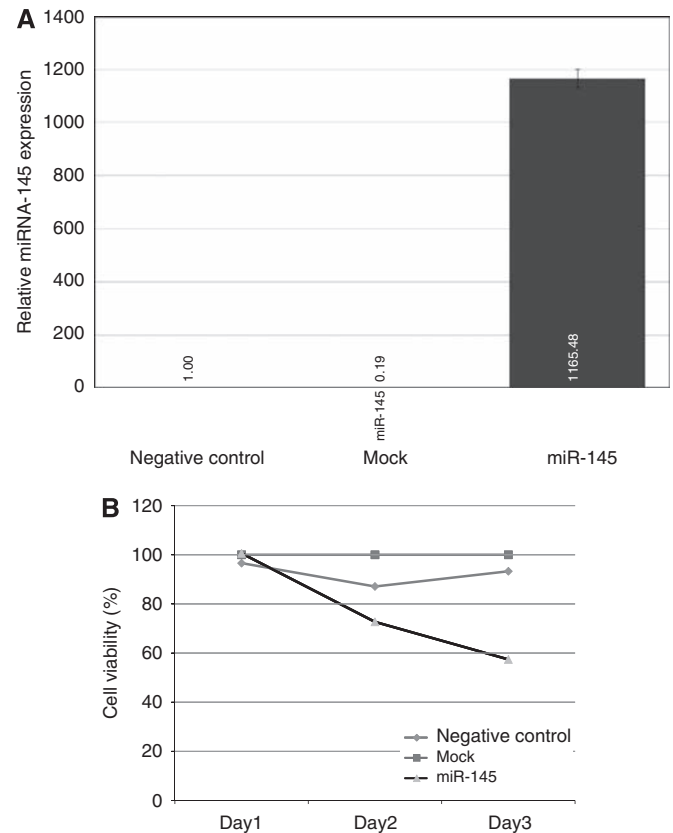 A
1400
1200
1000
800
600
400
200
0
Relative miRNA-145 expression
1.00
miR-145 0.19
1165.48
Negative control
Mock
miR-145
B
120
100
80
60
40
20
0
Cell viability (%)
Negative control
Mock
miR-145
Day1
Day2
Day3